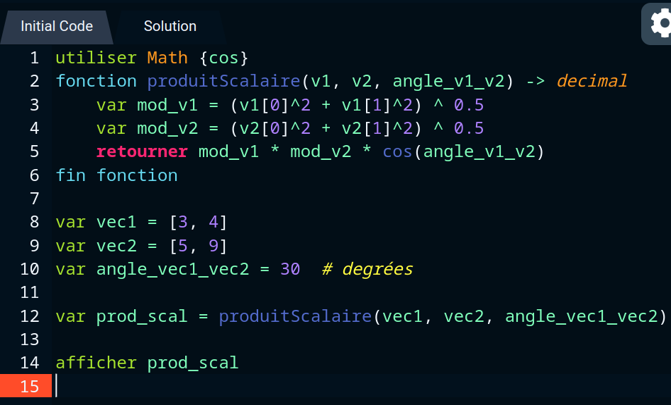 Initial Code Solution
1 utiliser Math {cos}
2 fonction produitScalaire(v1, v2, angle_v1_v2) -> decimal
3     var mod_v1 = (v1[0]^2 + v1[1]^2) ^ 0.5
4     var mod_v2 = (v2[0]^2 + v2[1]^2) ^ 0.5
5     retourner mod_v1 * mod_v2 * cos(angle_v1_v2)
6 fin fonction
7
8 var vec1 = [3, 4]
9 var vec2 = [5, 9]
10 var angle_vec1_vec2 = 30  # degrées
11
12 var prod_scal = produitScalaire(vec1, vec2, angle_vec1_vec2)
13
14 afficher prod_scal
15